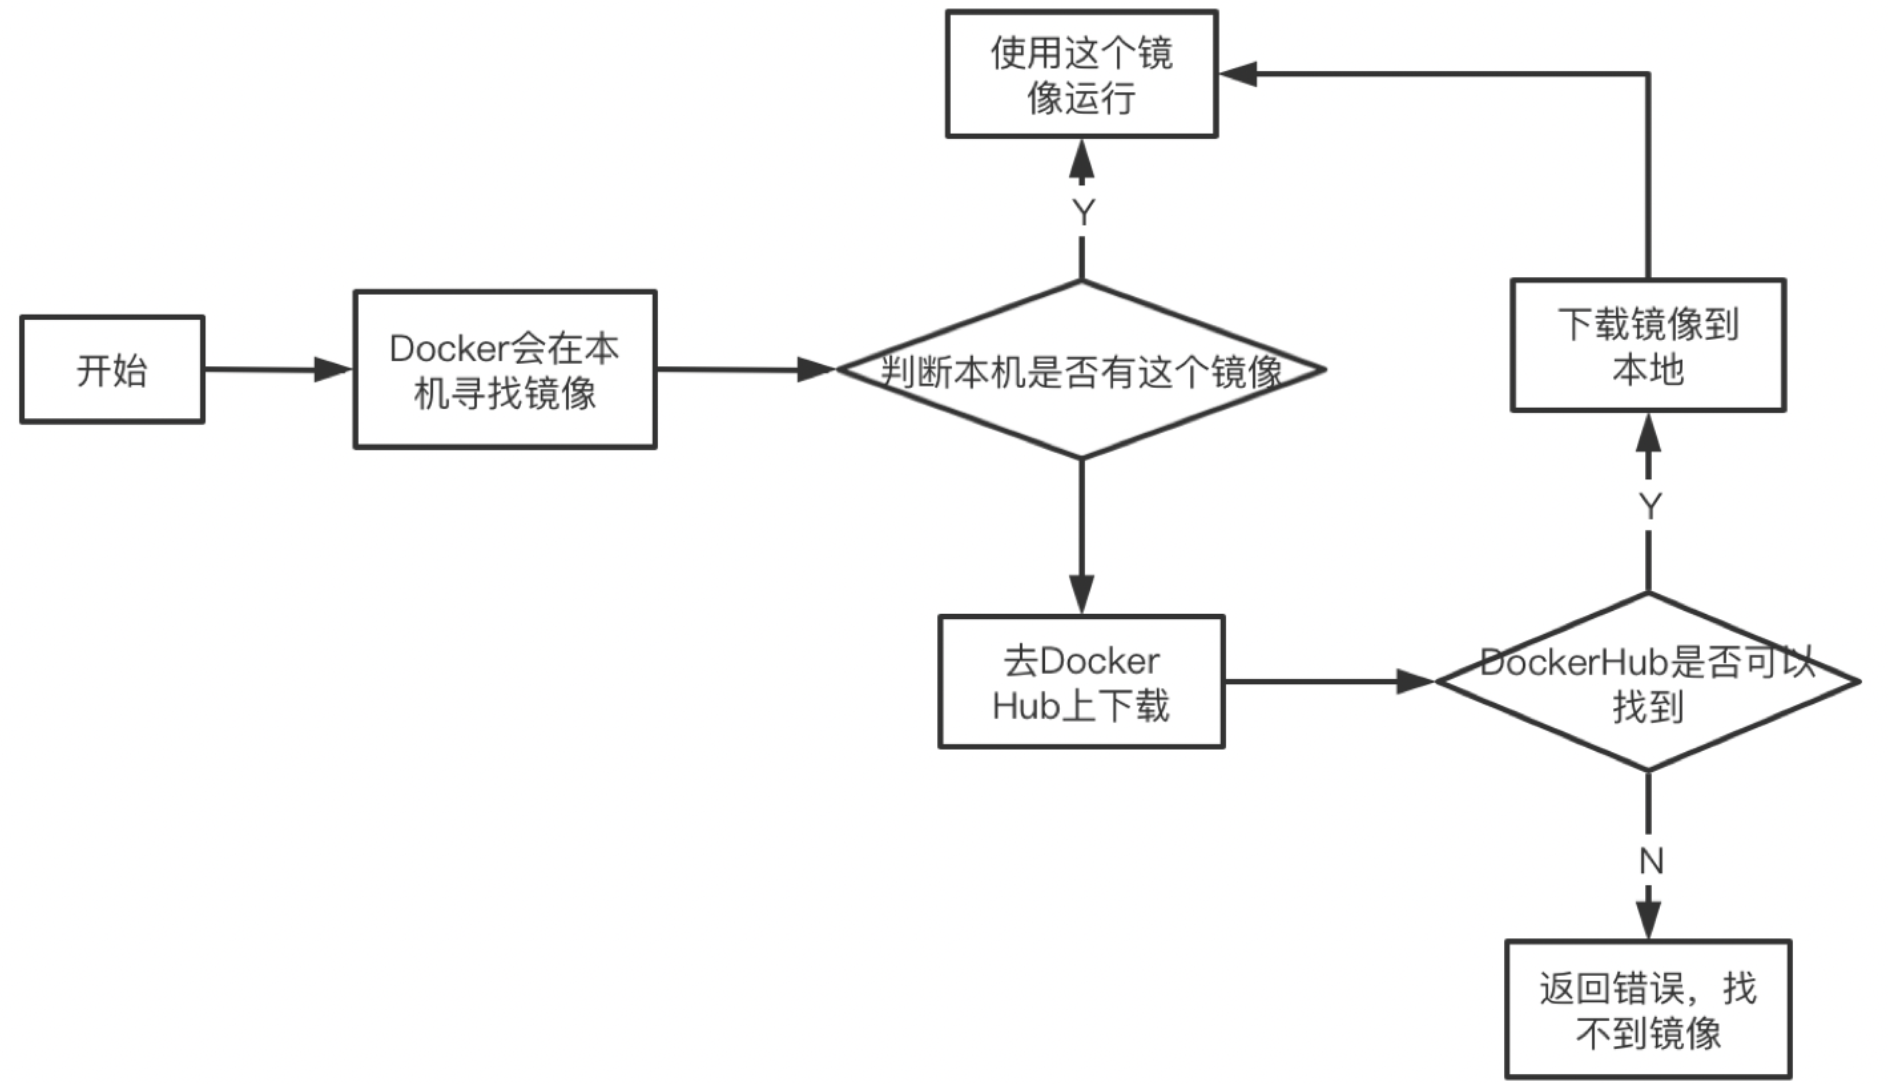 使用这个镜
像运行
Y
开始
Docker会在本
机寻找镜像
判断本机是否有这个镜像
下载镜像到
本地
Y
去Docker
Hub上下载
DockerHub是否可以
找到
N
返回错误，找
不到镜像